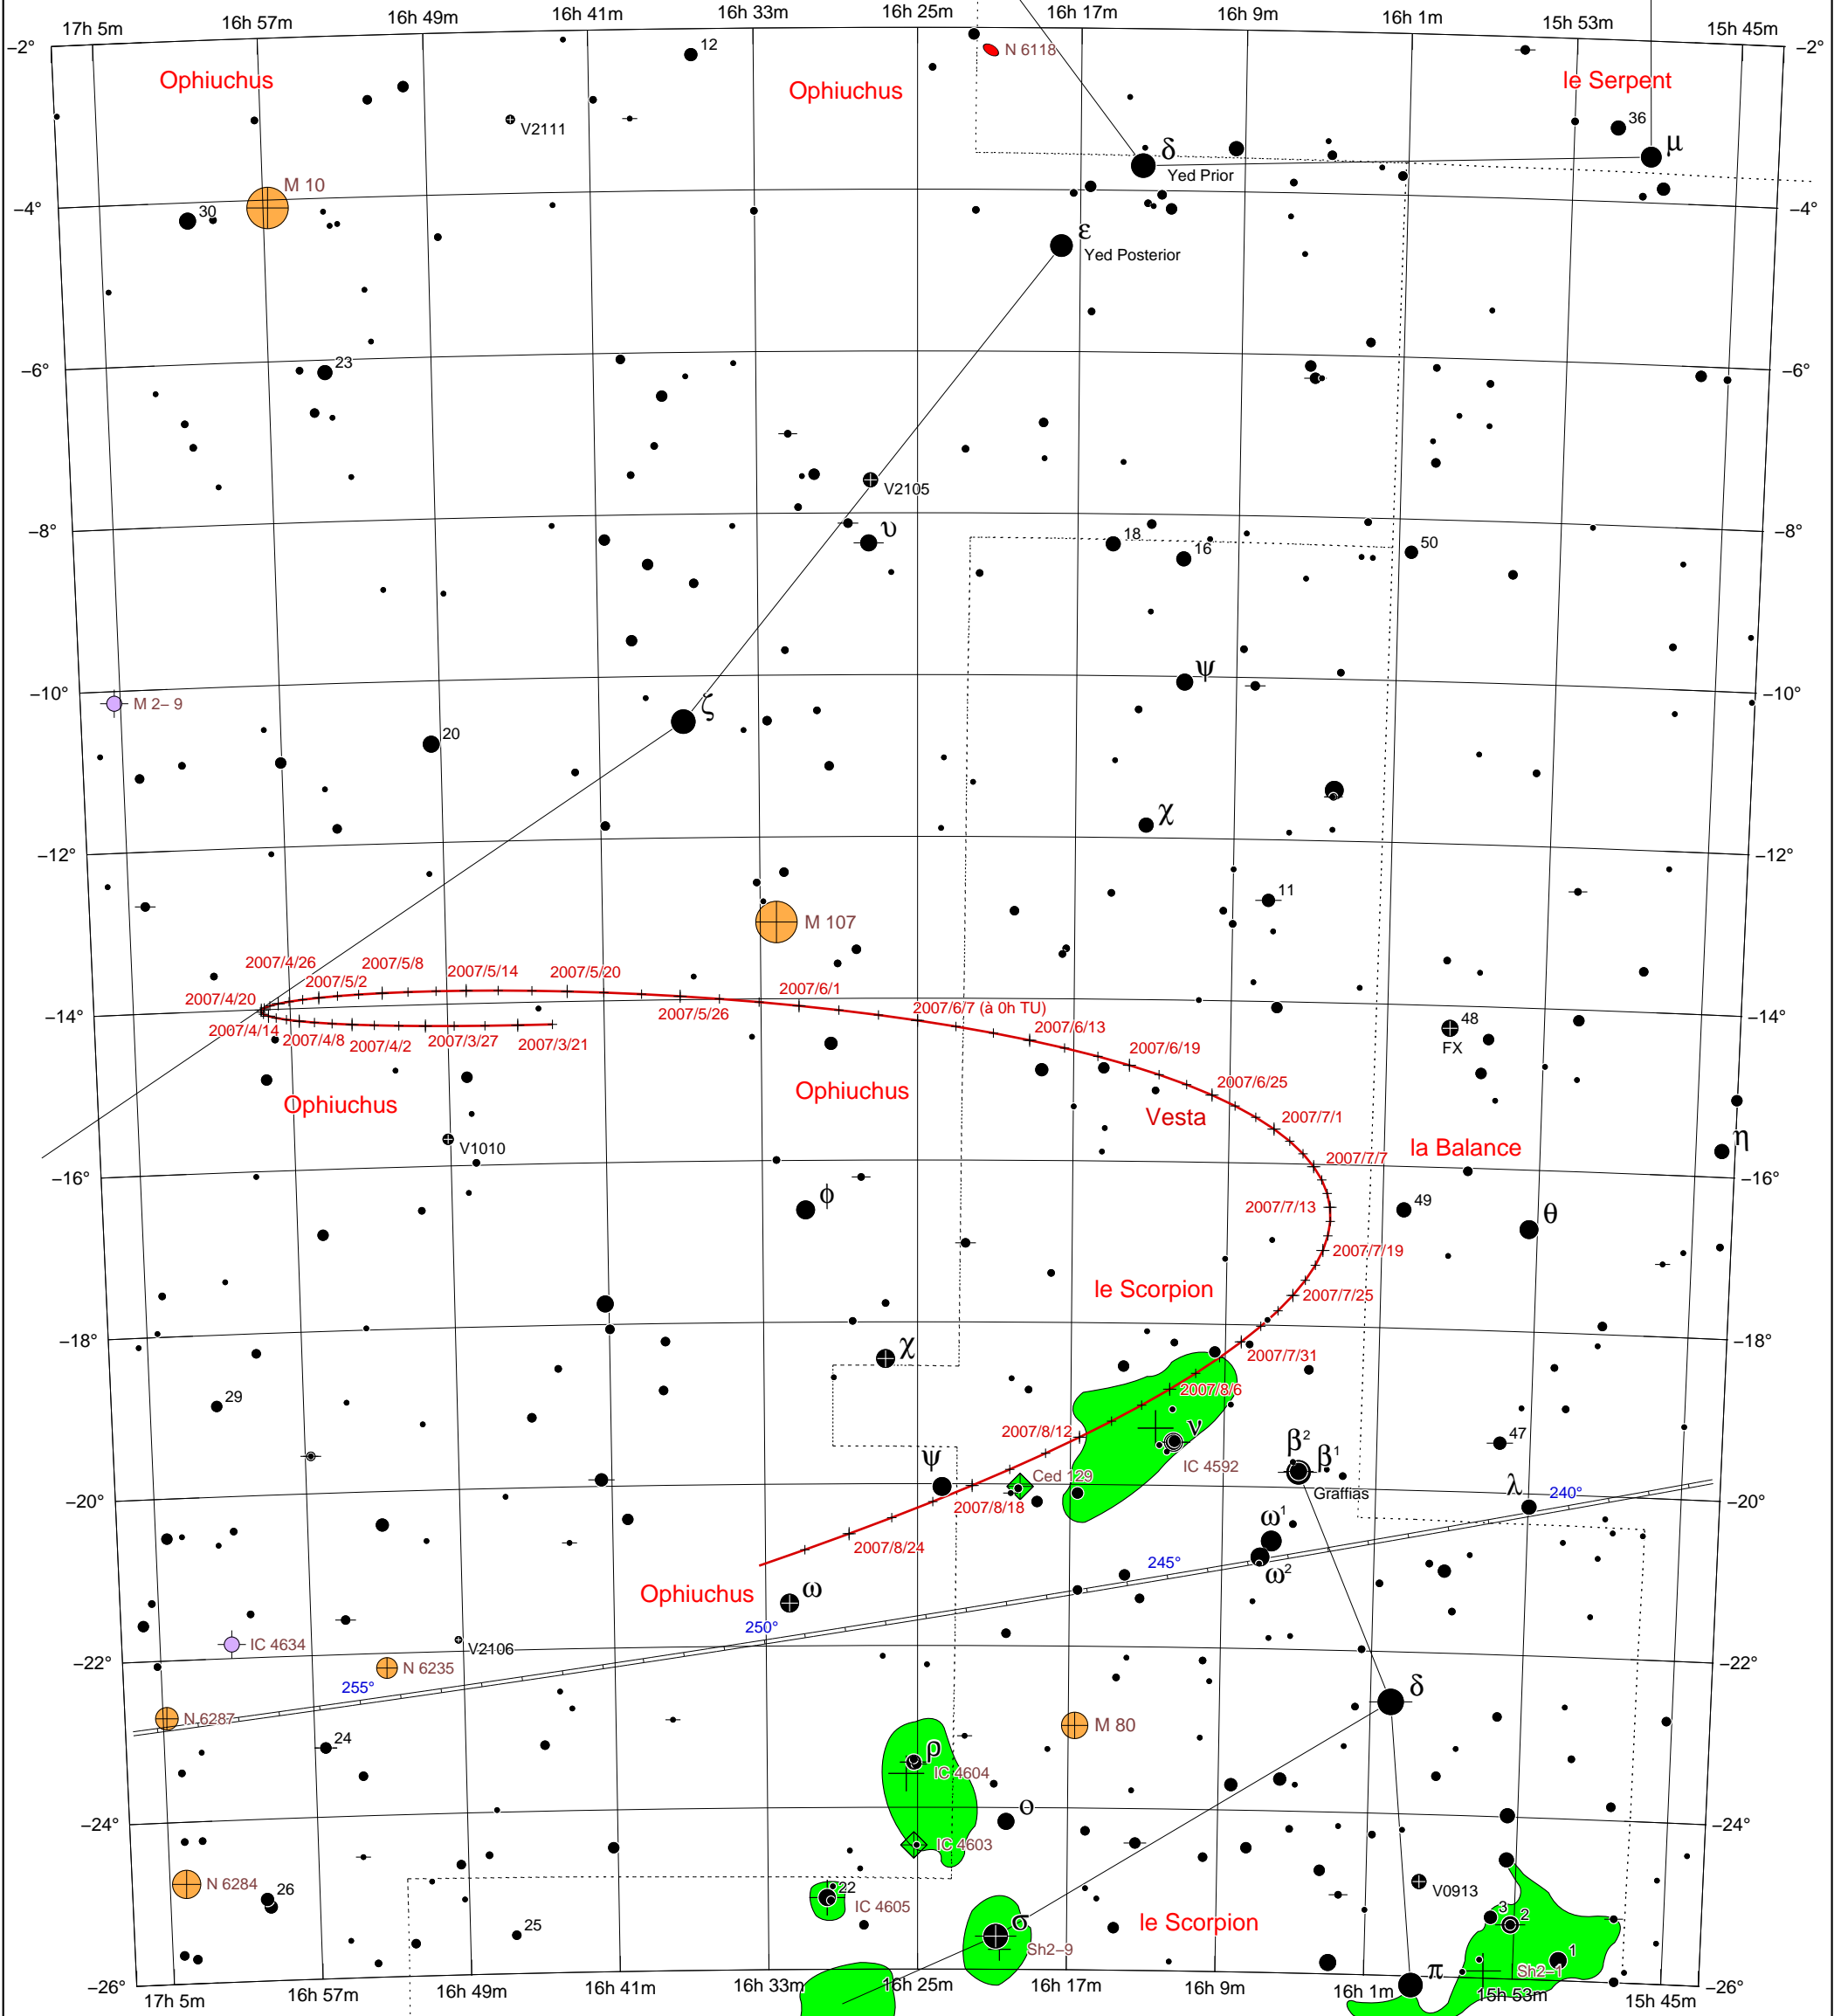 17h 5m 16h 57m 16h 49m 16h 41m 16h 33m 16h 25m 16h 17m 16h 9m 16h 1m 15h 53m 15h 45m
−2° −2°
12
N 6118
Ophiuchus Ophiuchus le Serpent
V2111
36
δ μ
Yed Prior
M 10
−4° 30 −4°
ε
Yed Posterior
23
−6° −6°
V2105
υ
−8° 18 16 50 −8°
ψ
−10° −10°
M 2– 9
ζ
20
χ
−12° −12°
11
M 107
2007/4/26 2007/5/8 2007/5/14 2007/5/20
2007/5/2 2007/6/1
2007/4/20 2007/5/26 2007/6/7 (à 0h TU)
−14° −14°
2007/4/14 2007/4/8 2007/4/2 2007/3/27 2007/3/21
2007/6/13
48
FX
2007/6/19
2007/6/25
Ophiuchus Ophiuchus Vesta
2007/7/1
V1010 la Balance η
2007/7/7
−16° −16°
φ
2007/7/13 49 θ
2007/7/19
le Scorpion
2007/7/25
−18° −18°
χ
2007/7/31
29
2007/8/6
2007/8/12
ν
47
ψ IC 4592
β² β¹
Ced 129
Graffias
λ 240°
−20° −20°
2007/8/18
ω¹
2007/8/24
245° ω²
Ophiuchus ω
250°
IC 4634 V2106
−22° −22°
N 6235
255°
δ
N 6287 M 80
24
ρ le Scorpion
IC 4604
−24° ο −24°
IC 4603
N 6284 26 22
IC 4605
V0913
3 2
25 σ le Scorpion
Sh2−9 1
π Sh2−1
−26° −26°
17h 5m 16h 57m 16h 49m 16h 41m 16h 33m 16h 25m 16h 17m 16h 9m 16h 1m 15h 53m 15h 45m